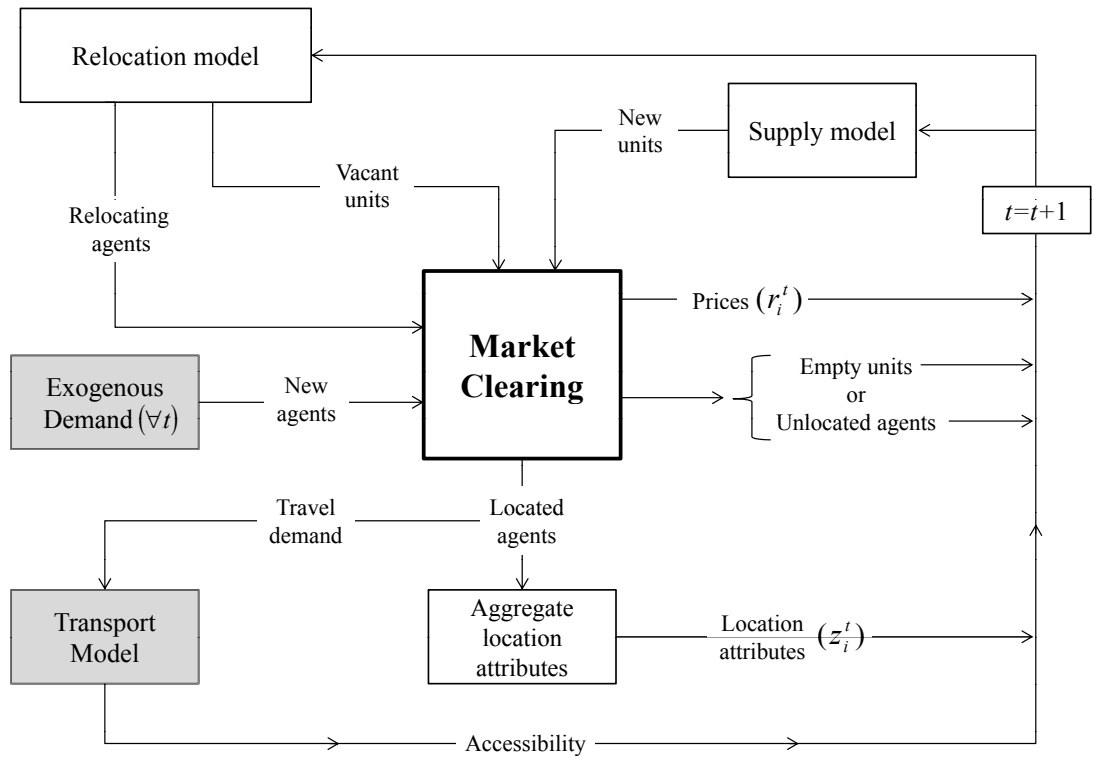 Relocation model
New
units
Supply model
Vacant
units
t=t+1
Relocating
agents
Prices (r_i^t)
Market
Clearing
Exogenous
Demand (∀t)
New
agents
Empty units
or
Unlocated agents
Travel
demand
Located
agents
Transport
Model
Aggregate
location
attributes
Location
attributes (z_i^t)
Accessibility